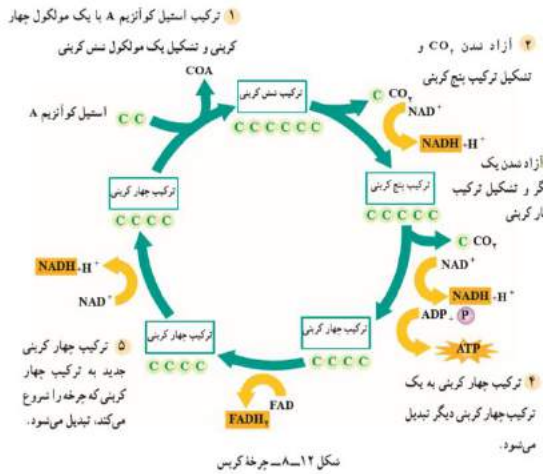 ۱ ترکیب استیل کوآنزیم A با یک مولکول چهار
کربنی و تشکیل یک مولکول شش کربنی
۲ آزاد شدن CO۲ و
تشکیل ترکیب پنج کربنی
COA
استیل کوآنزیم A
C C
ترکیب شش کربنی
C C C C C C
C CO۲
NAD+
NADH+H+
آزاد شدن یک
گر و تشکیل ترکیب
ار کربنی
ترکیب پنج کربنی
C C C C C
C CO۲
NAD+
NADH+H+
ADP + P
ATP
ترکیب چهار کربنی
C C C C
ترکیب چهار کربنی
C C C C
FAD
FADH۲
ترکیب چهار کربنی
C C C C
NADH+H+
NAD+
۴ ترکیب چهار کربنی به یک
ترکیب چهار کربنی دیگر تبدیل
می‌شود.
۵ ترکیب چهار کربنی
جدید به ترکیب چهار
کربنی که چرخه را شروع
می‌کند، تبدیل می‌شود.
شکل ۱۲ــ۸ــ چرخهٔ کربس